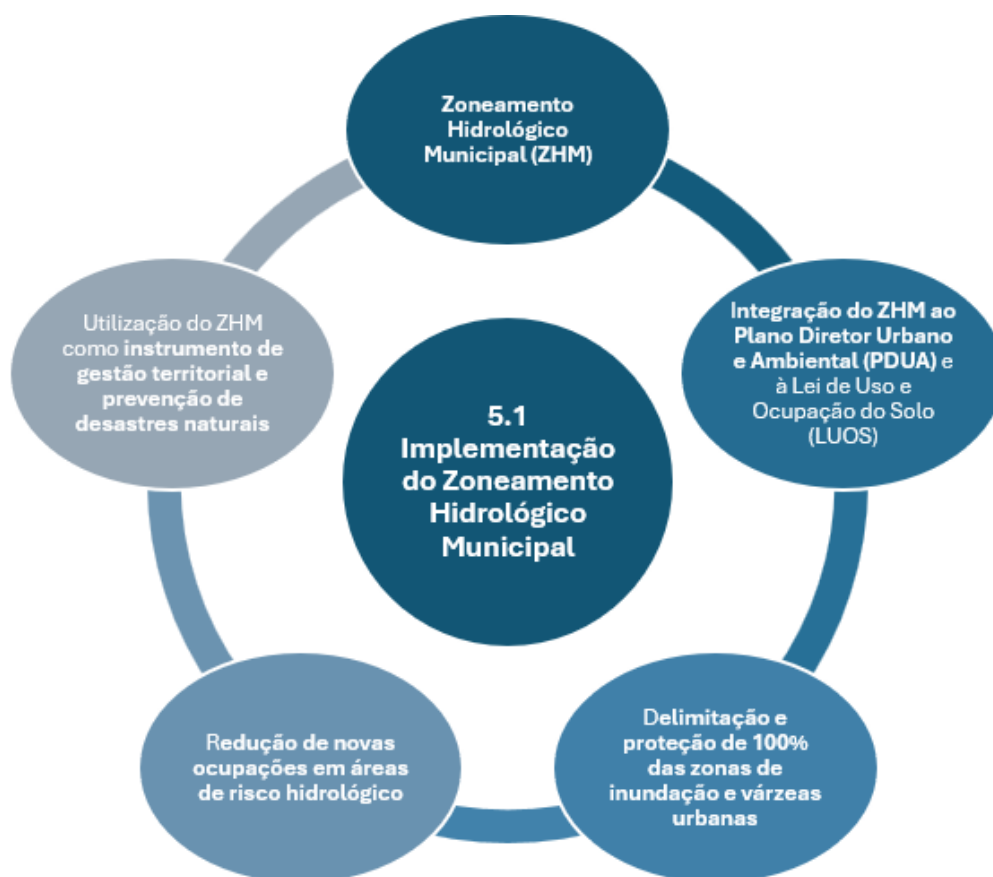 Zoneamento
Hidrológico
Municipal (ZHM)
Integração do ZHM ao
Plano Diretor Urbano
e Ambiental (PDUA) e
à Lei de Uso e
Ocupação do Solo
(LUOS)
Delimitação e
proteção de 100%
das zonas de
inundação e várzeas
urbanas
Redução de novas
ocupações em áreas
de risco hidrológico
Utilização do ZHM
como instrumento de
gestão territorial e
prevenção de
desastres naturais
5.1
Implementação
do Zoneamento
Hidrológico
Municipal